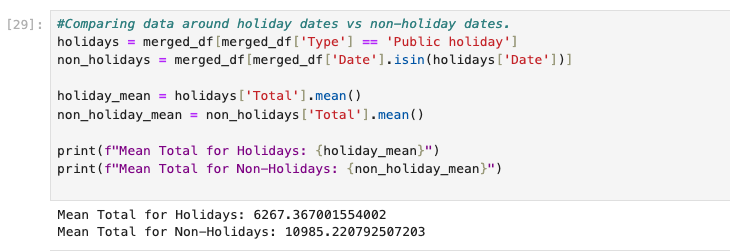 [29]: #Comparing data around holiday dates vs non-holiday dates.
holidays = merged_df[merged_df['Type'] == 'Public holiday']
non_holidays = merged_df[merged_df['Date'].isin(holidays['Date'])]
holiday_mean = holidays['Total'].mean()
non_holiday_mean = non_holidays['Total'].mean()
print(f"Mean Total for Holidays: {holiday_mean}")
print(f"Mean Total for Non-Holidays: {non_holiday_mean}")
Mean Total for Holidays: 6267.367001554002
Mean Total for Non-Holidays: 10985.220792507203